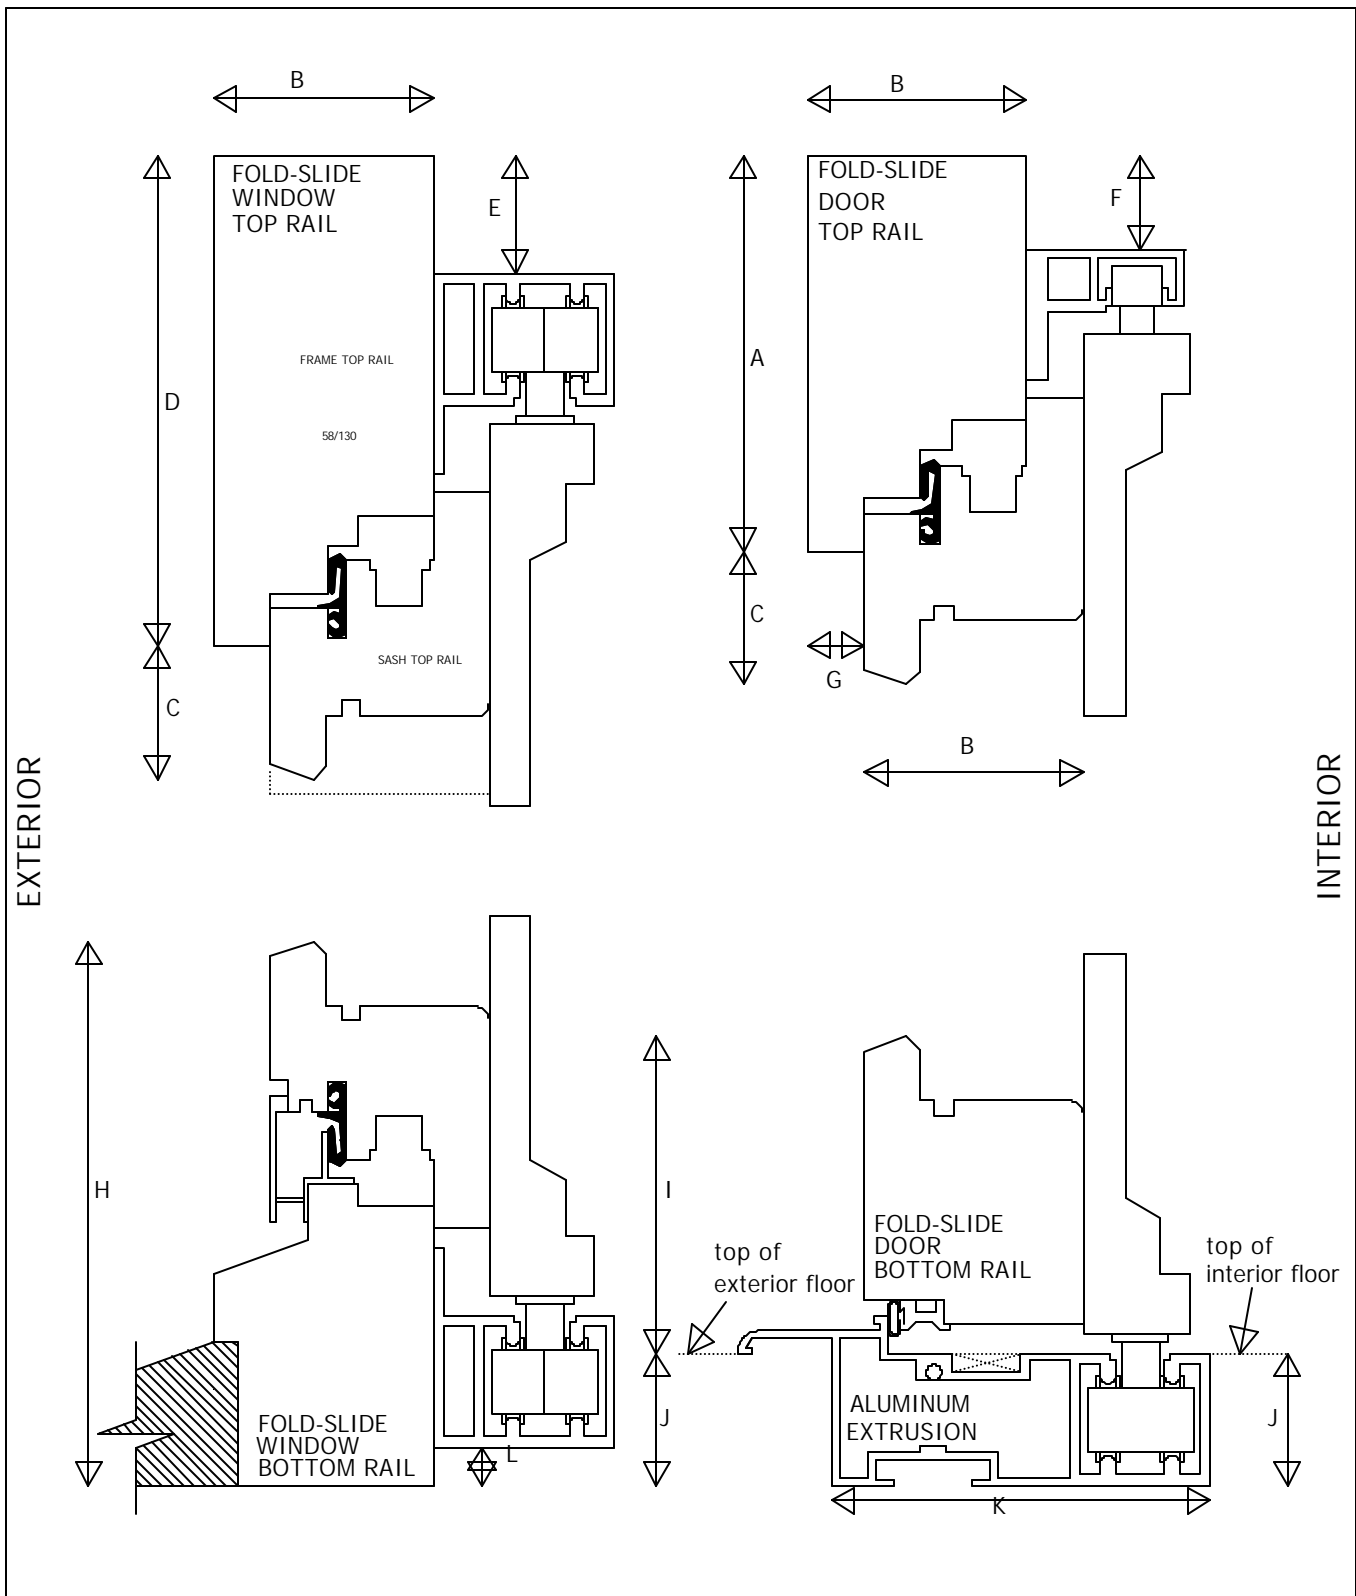 B
B
FOLD-SLIDE
WINDOW
TOP RAIL
E
FOLD-SLIDE
DOOR
TOP RAIL
F
FRAME TOP RAIL
A
D
58/130
C
SASH TOP RAIL
G
C
B
EXTERIOR
INTERIOR
H
I
FOLD-SLIDE
DOOR
BOTTOM RAIL
top of
exterior floor
top of
interior floor
FOLD-SLIDE
WINDOW
BOTTOM RAIL
L
J
ALUMINUM
EXTRUSION
J
K